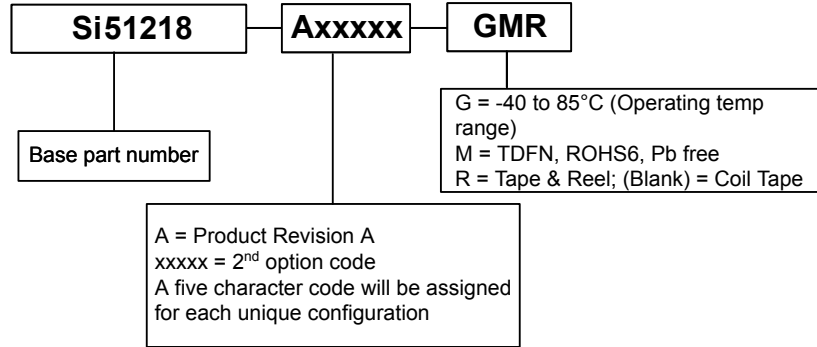 Si51218 Axxxxx GMR
G = -40 to 85°C (Operating temp
range)
M = TDFN, ROHS6, Pb free
R = Tape & Reel; (Blank) = Coil Tape
Base part number
A = Product Revision A
xxxxx = 2nd option code
A five character code will be assigned
for each unique configuration